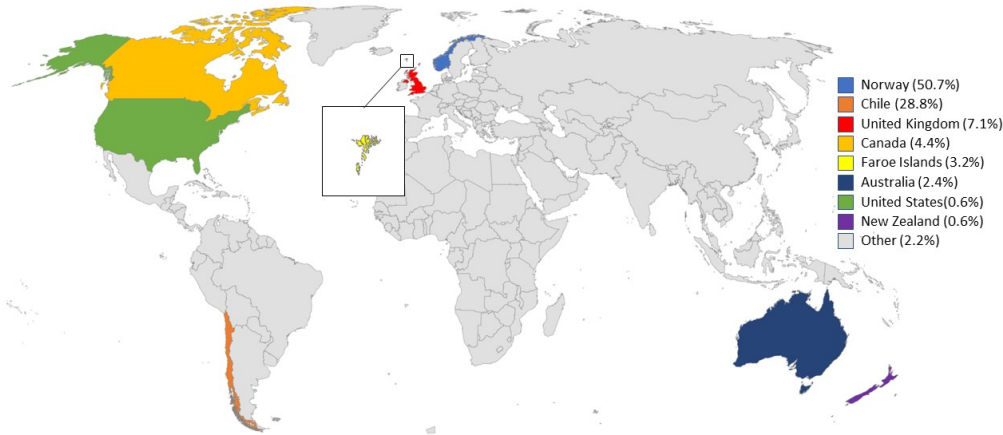 Norway (50.7%)
Chile (28.8%)
United Kingdom (7.1%)
Canada (4.4%)
Faroe Islands (3.2%)
Australia (2.4%)
United States(0.6%)
New Zealand (0.6%)
Other (2.2%)